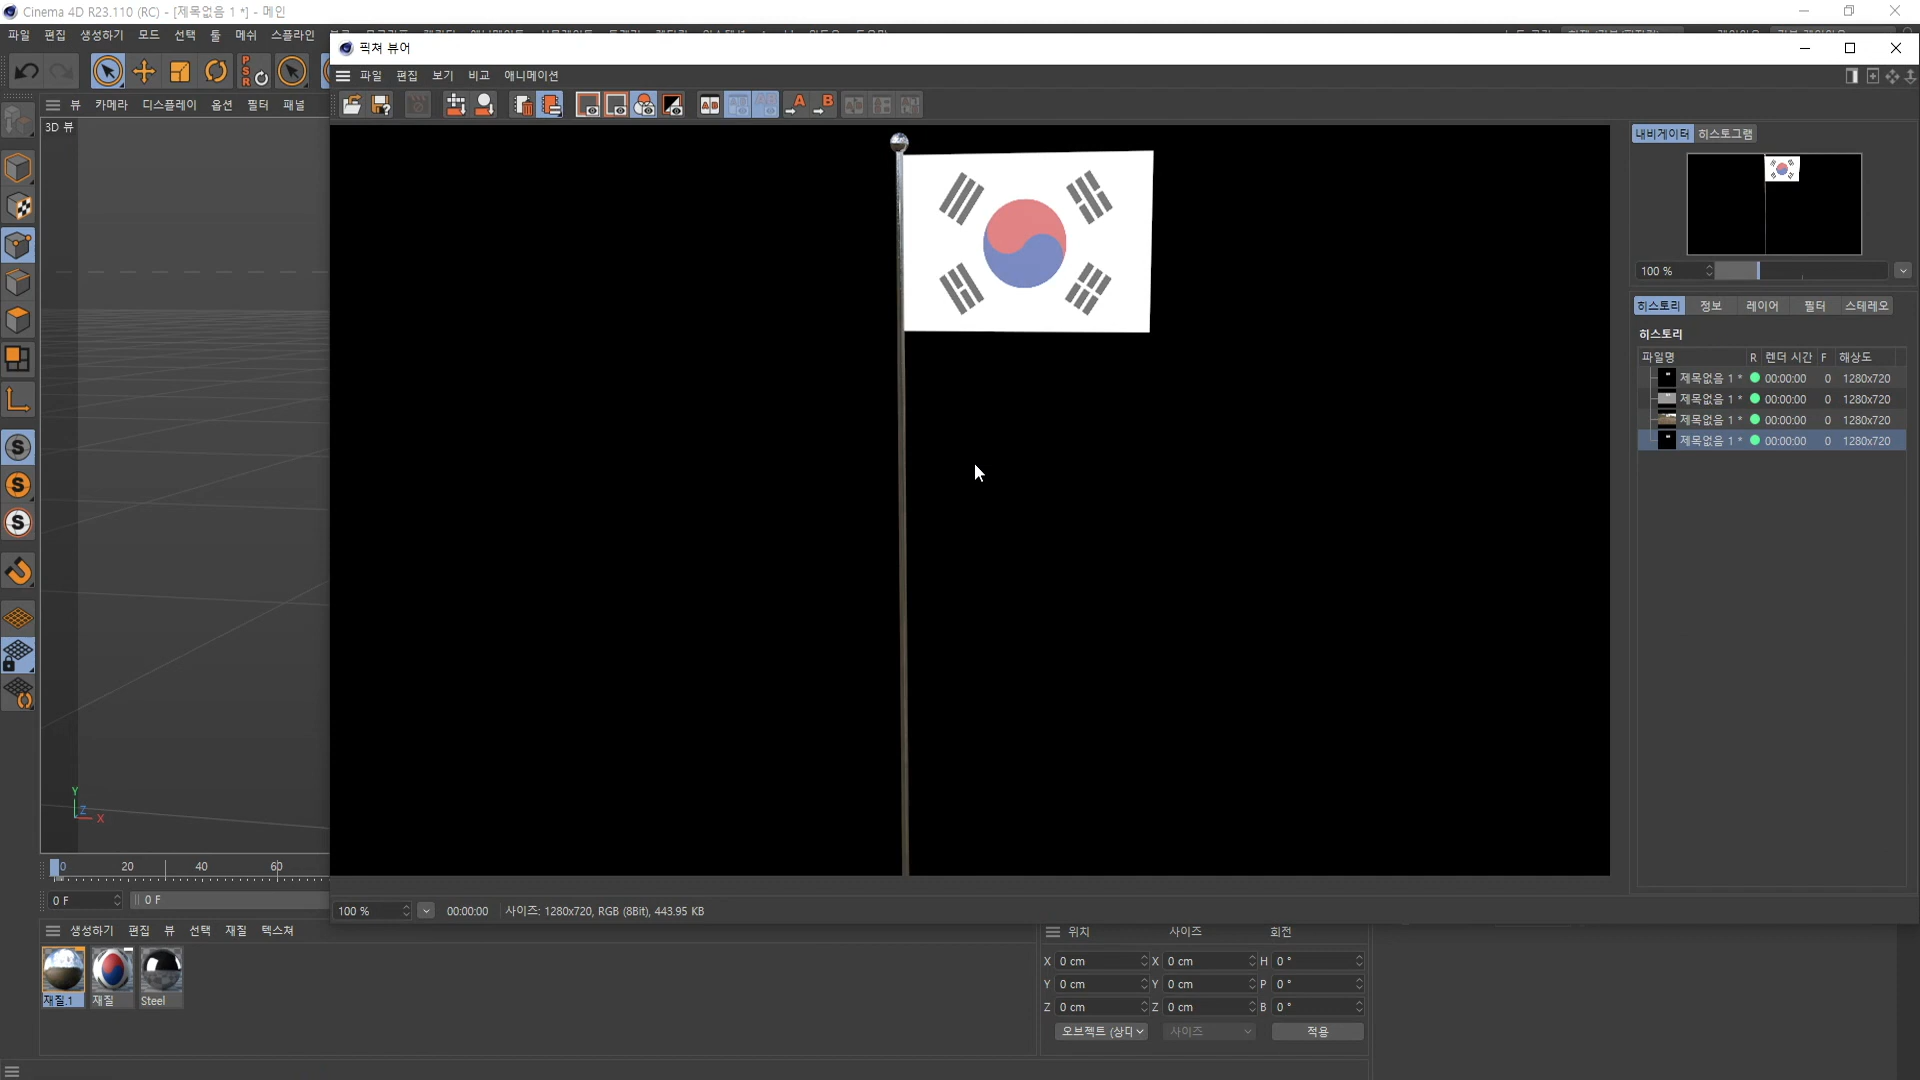 Cinema 4D R23.110 (RC) - [제목없음 1 *] - 메인
파일 편집 생성하기 모드 선택 툴 메쉬 스플라인
픽쳐 뷰어
파일 편집 보기 비교 애니메이션
뷰 카메라 디스플레이 옵션 필터 패널
3D 뷰
내비게이터 히스토그램
100 %
히스토리 정보 레이어 필터 스테레오
히스토리
파일명 R 렌더 시간 F 해상도
제목없음 1 * 00:00:00 0 1280x720
제목없음 1 * 00:00:00 0 1280x720
제목없음 1 * 00:00:00 0 1280x720
제목없음 1 * 00:00:00 0 1280x720
Y
Z
X
0 20 40 60
0 F 0 F
100 % 00:00:00 사이즈: 1280x720, RGB (8Bit), 443.95 KB
생성하기 편집 뷰 선택 재질 텍스쳐
재질.1 재질 Steel
위치 사이즈 회전
X 0 cm X 0 cm H 0 °
Y 0 cm Y 0 cm P 0 °
Z 0 cm Z 0 cm B 0 °
오브젝트 (상대 사이즈 적용